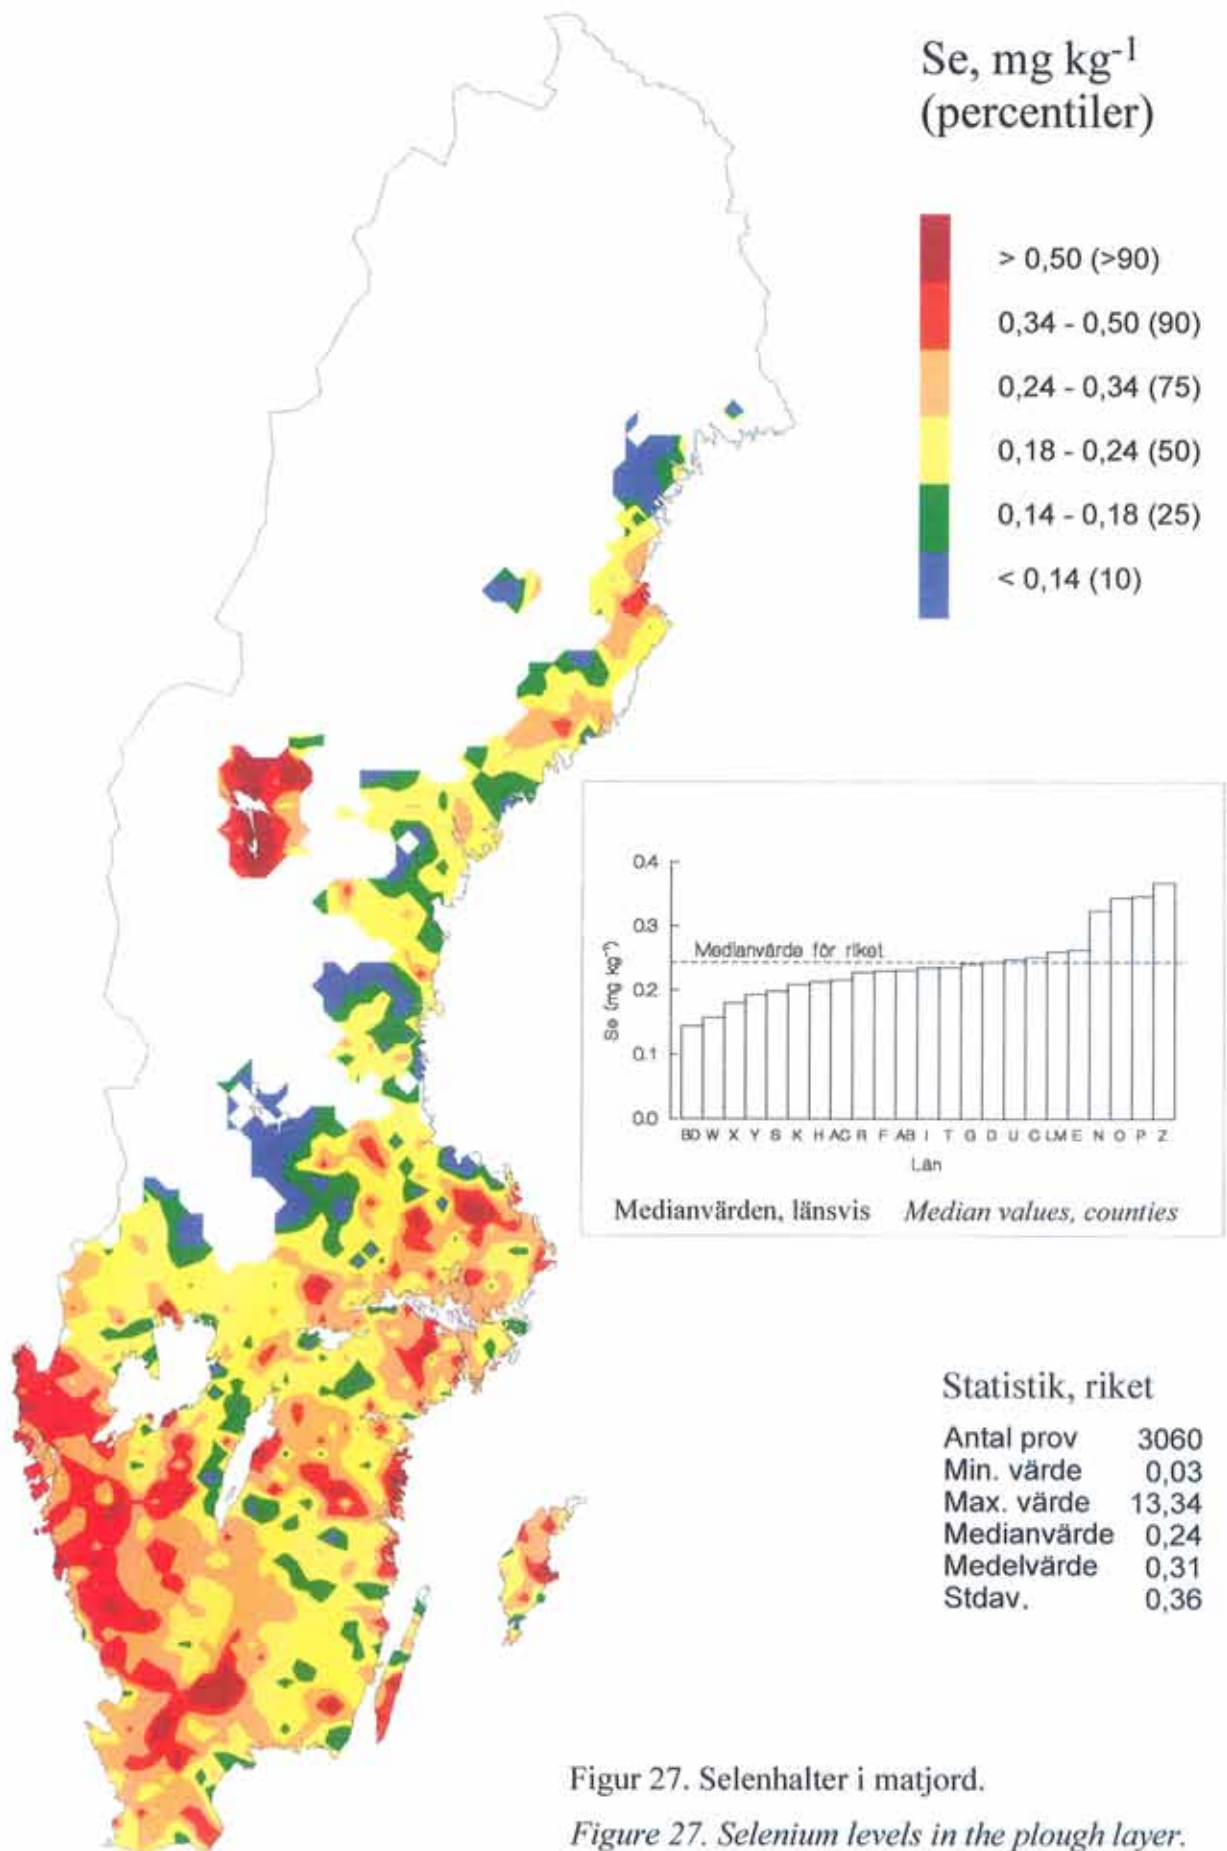 Se, mg kg⁻¹
(percentiler)
> 0,50 (>90)
0,34 - 0,50 (90)
0,24 - 0,34 (75)
0,18 - 0,24 (50)
0,14 - 0,18 (25)
< 0,14 (10)
0.4
0.3
0.2
0.1
0.0
Se (mg kg⁻¹)
Medianvärde för riket
BD W X Y S K H AC R F AB I T G D U C LM E N O P Z
Län
Medianvärden, länsvis Median values, counties
Statistik, riket
Antal prov 3060
Min. värde 0,03
Max. värde 13,34
Medianvärde 0,24
Medelvärde 0,31
Stdav. 0,36
Figur 27. Selenhalter i matjord.
Figure 27. Selenium levels in the plough layer.